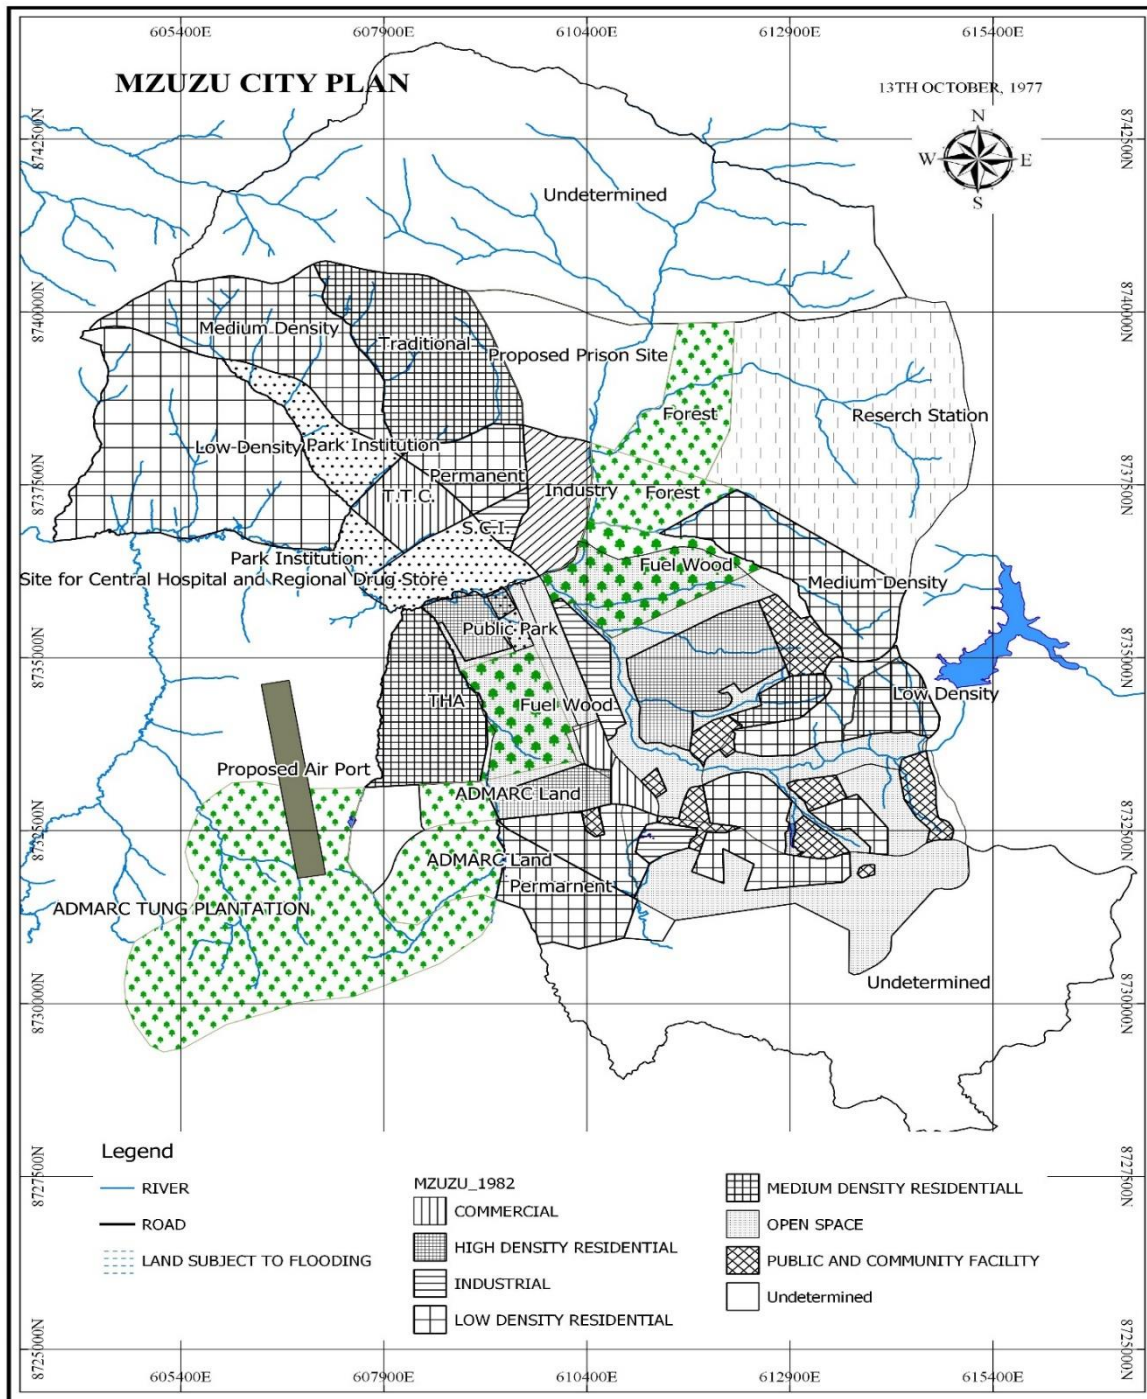 605400E 607900E 610400E 612900E 615400E
MZUZU CITY PLAN
13TH OCTOBER, 1977
N
W E
S
8742500N 8742500N
Undetermined
8740000N 8740000N
Medium Density
Traditional
Proposed Prison Site
Forest
Reserch Station
Low Density
Park Institution
Permanent
8737500N 8737500N
T.T.C.
Industry
Forest
S.C.I.
Park Institution
Fuel Wood
Site for Central Hospital and Regional Drug Store
Medium Density
Public Park
8735000N 8735000N
THA
Fuel Wood
Low Density
Proposed Air Port
ADMARC Land
8732500N 8732500N
ADMARC Land
Permarnent
ADMARC TUNG PLANTATION
Undetermined
8730000N 8730000N
Legend
RIVER
ROAD
LAND SUBJECT TO FLOODING
MZUZU_1982
COMMERCIAL
HIGH DENSITY RESIDENTIAL
INDUSTRIAL
LOW DENSITY RESIDENTIAL
MEDIUM DENSITY RESIDENTIALL
OPEN SPACE
PUBLIC AND COMMUNITY FACILITY
Undetermined
8727500N 8727500N
8725000N 8725000N
605400E 607900E 610400E 612900E 615400E